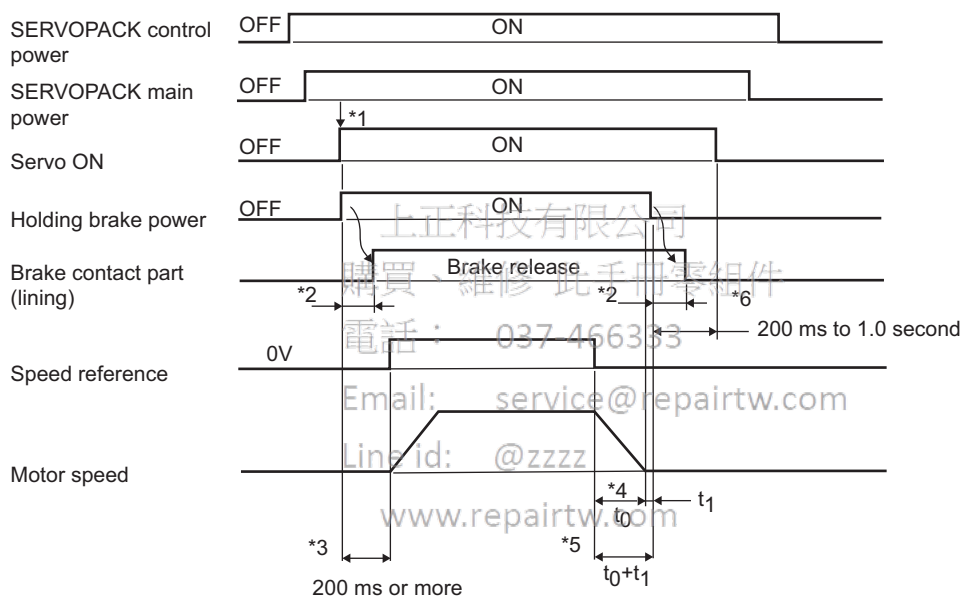 SERVOPACK control power
OFF
ON
SERVOPACK main power
OFF
ON
*1
Servo ON
OFF
ON
Holding brake power
OFF
ON
上正科技有限公司
Brake contact part (lining)
Brake release
購買、維修 此手冊零組件
*2
*2
*6
200 ms to 1.0 second
電話: 037-466333
0V
Speed reference
Email: service@repairtw.com
Line id: @zzzz
Motor speed
*4
t0
t1
www.repairtw.com
*3
*5
t0+t1
200 ms or more